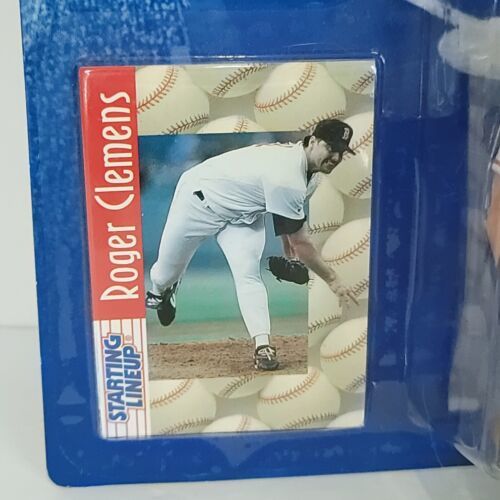 Roger Clemens
STARTING
LINEUP®
B